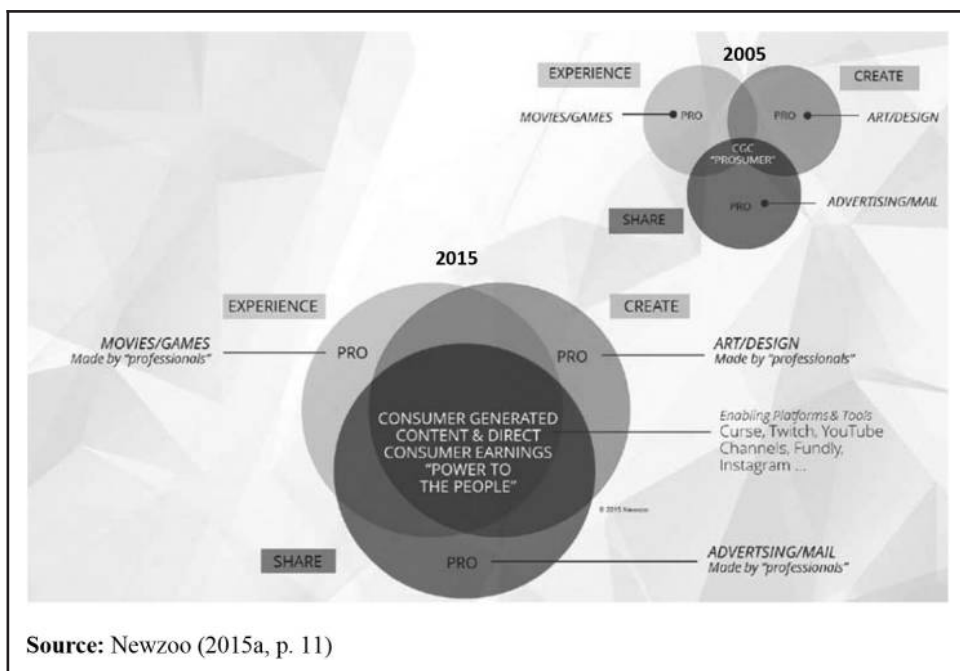 2005
EXPERIENCE
CREATE
MOVIES/GAMES
PRO
PRO
ART/DESIGN
CGC
"PROSUMER"
PRO
ADVERTISING/MAIL
SHARE
2015
EXPERIENCE
CREATE
MOVIES/GAMES
Made by "professionals"
PRO
PRO
ART/DESIGN
Made by "professionals"
CONSUMER GENERATED
CONTENT & DIRECT
CONSUMER EARNINGS
"POWER TO
THE PEOPLE"
Enabling Platforms & Tools
Curse, Twitch, YouTube
Channels, Fundly,
Instagram ...
© 2015 Newzoo
SHARE
PRO
ADVERTSING/MAIL
Made by "professionals"
Source: Newzoo (2015a, p. 11)